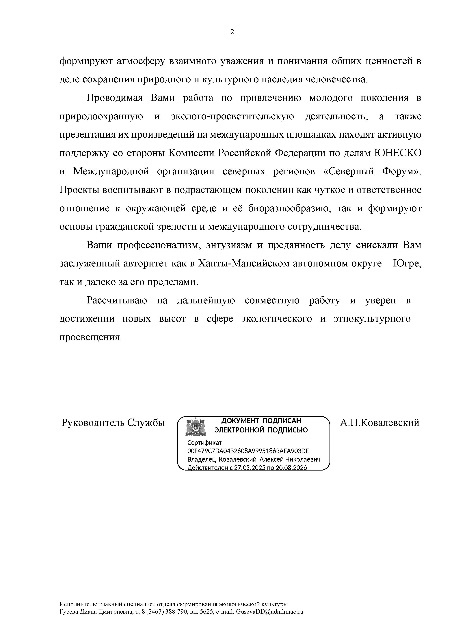 2
формируют атмосферу взаимного уважения и понимания общих ценностей в
деле сохранения природного и культурного наследия человечества.
Проводимая Вами работа по привлечению молодого поколения в
природоохранную и эколого-просветительскую деятельность, а также
презентация их произведений на международных площадках находят активную
поддержку со стороны Комиссии Российской Федерации по делам ЮНЕСКО
и Международной организации северных регионов «Северный Форум».
Проекты воспитывают в подрастающем поколении как чуткое и ответственное
отношение к окружающей среде и её биоразнообразию, так и формируют
основы гражданской зрелости и международного сотрудничества.
Ваши профессионализм, энтузиазм и преданность делу снискали Вам
заслуженный авторитет как в Ханты-Мансийском автономном округе – Югре,
так и далеко за его пределами.
Рассчитываю на дальнейшую совместную работу и уверен в
достижении новых высот в сфере экологического и этнокультурного
просвещения
Руководитель Службы
ДОКУМЕНТ ПОДПИСАН
ЭЛЕКТРОННОЙ ПОДПИСЬЮ
Сертификат
Владелец Ковалевский Алексей Николаевич
Действителен с по
А.П.Ковалевский